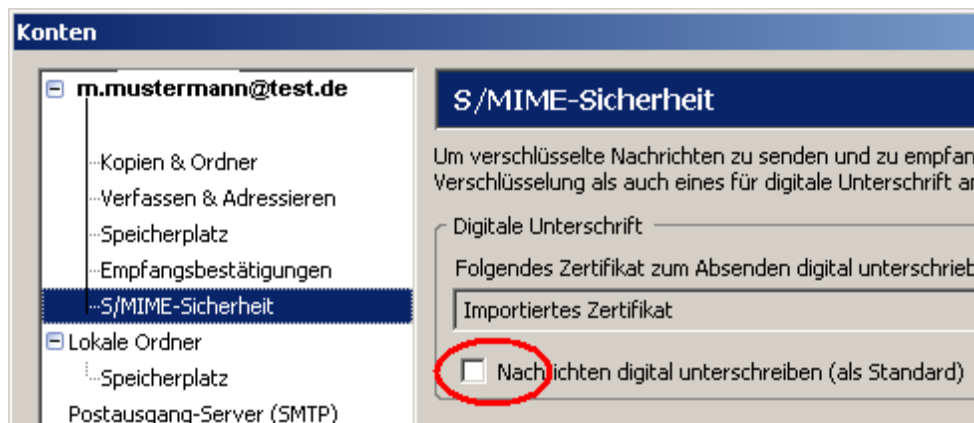 Konten
m.mustermann@test.de
Kopien & Ordner
Verfassen & Adressieren
Speicherplatz
Empfangsbestätigungen
S/MIME-Sicherheit
Lokale Ordner
Speicherplatz
Postausgang-Server (SMTP)
S/MIME-Sicherheit
Um verschlüsselte Nachrichten zu senden und zu empfan
Verschlüsselung als auch eines für digitale Unterschrift
Digitale Unterschrift
Folgendes Zertifikat zum Absenden digital unterschrieb
Importiertes Zertifikat
Nachrichten digital unterschreiben (als Standard)